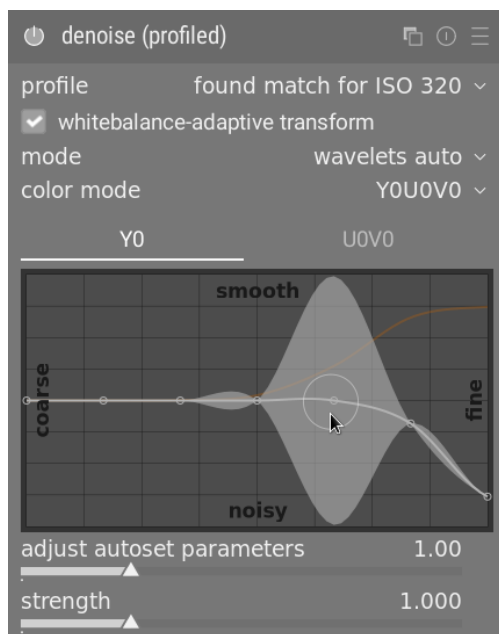 denoise (profiled)
profile found match for ISO 320
whitebalance-adaptive transform
mode wavelets auto
color mode Y0U0V0
Y0 U0V0
smooth
coarse
fine
noisy
adjust autoset parameters 1.00
strength 1.000